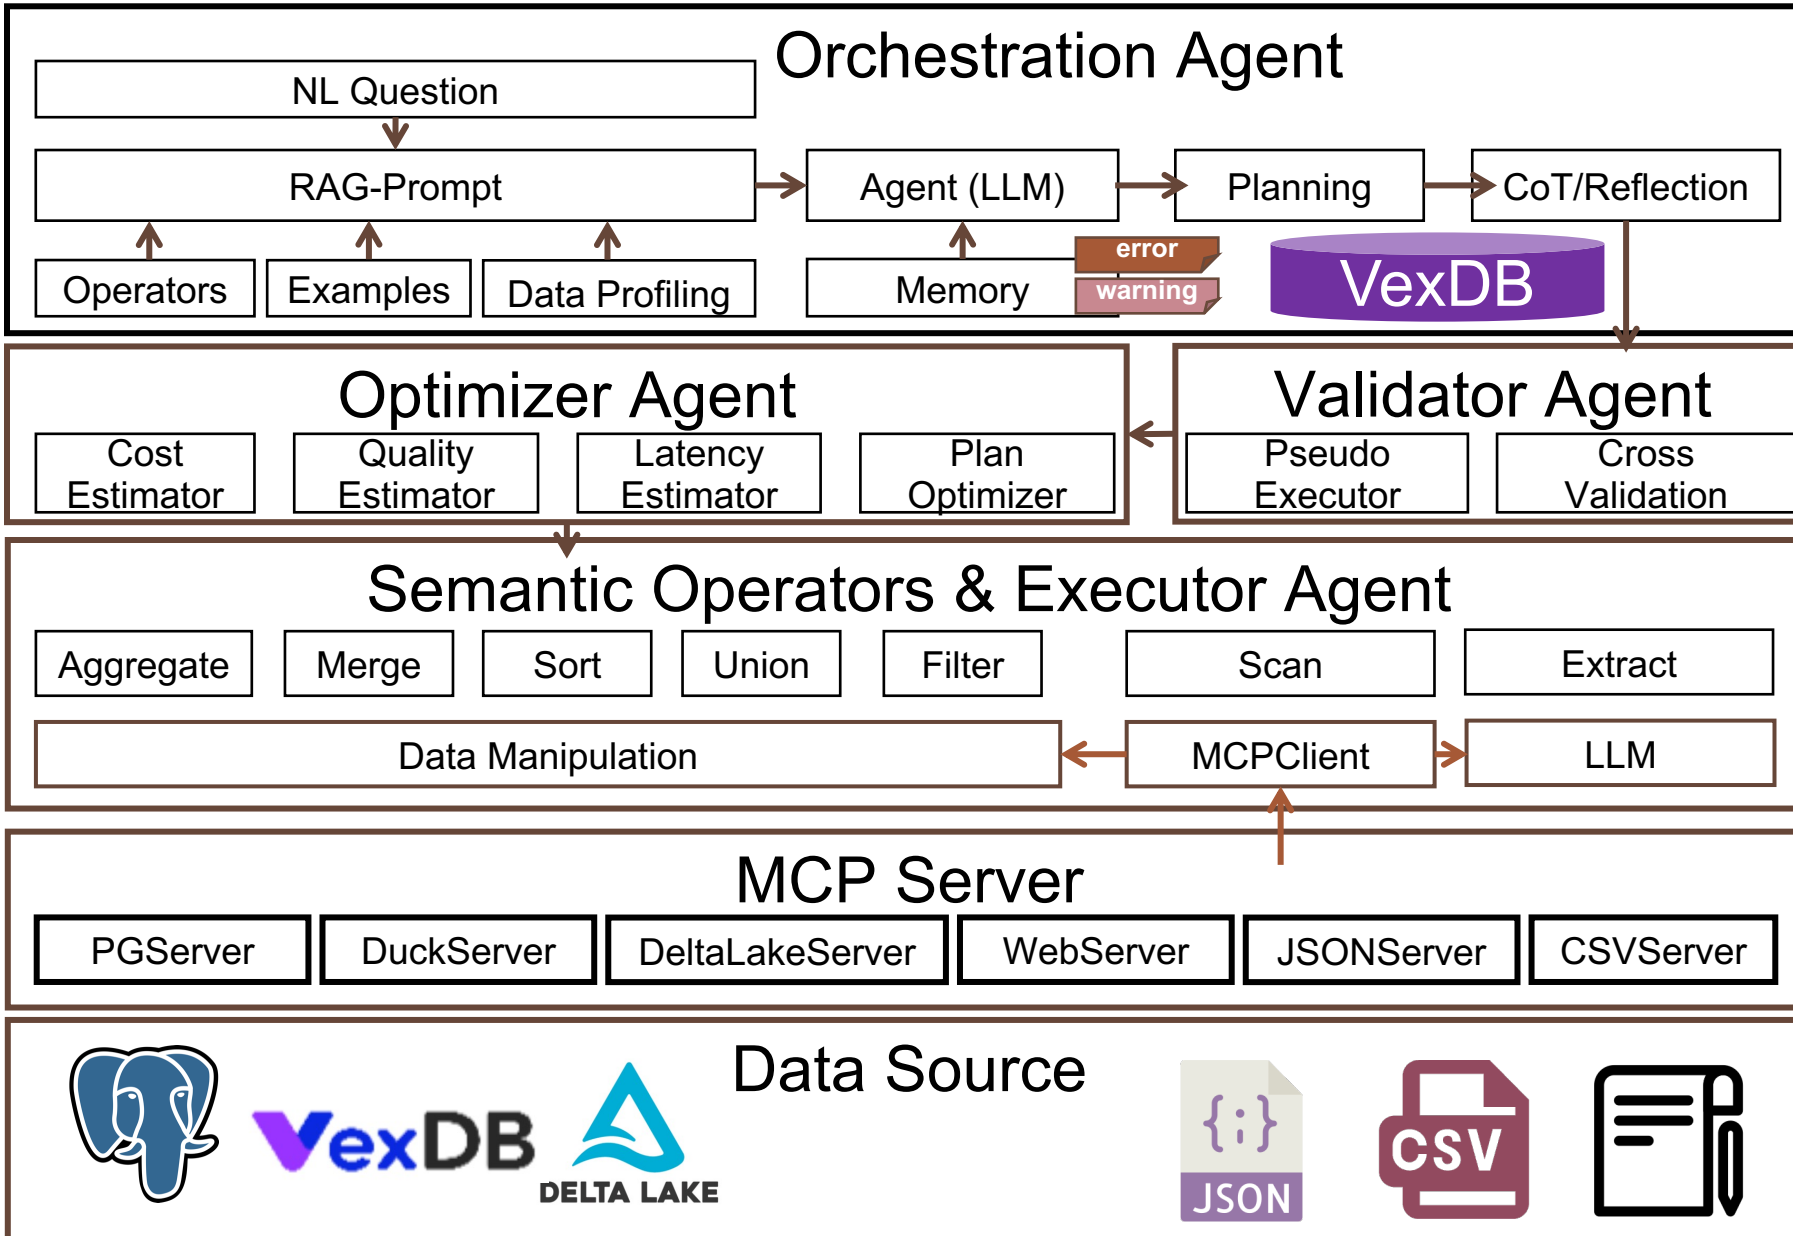 Orchestration Agent
NL Question
RAG-Prompt
Agent (LLM)
Planning
CoT/Reflection
Operators
Examples
Data Profiling
Memory
error
warning
VexDB
Optimizer Agent
Cost
Estimator
Quality
Estimator
Latency
Estimator
Plan
Optimizer
Validator Agent
Pseudo
Executor
Cross
Validation
Semantic Operators & Executor Agent
Aggregate
Merge
Sort
Union
Filter
Scan
Extract
Data Manipulation
MCPClient
LLM
MCP Server
PGServer
DuckServer
DeltaLakeServer
WebServer
JSONServer
CSVServer
Data Source
VexDB
DELTA LAKE
{;}
JSON
CSV